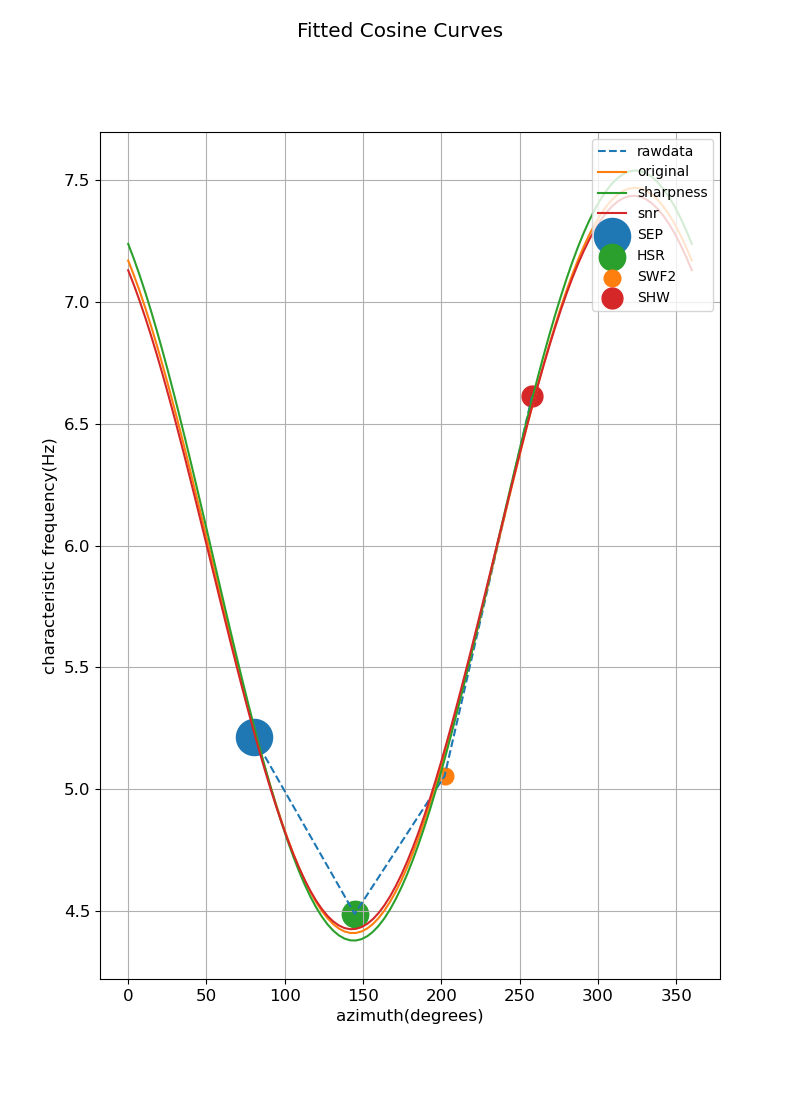 Fitted Cosine Curves
rawdata
original
sharpness
snr
SEP
HSR
SWF2
SHW
7.5
7.0
6.5
6.0
5.5
5.0
4.5
characteristic frequency(Hz)
0 50 100 150 200 250 300 350
azimuth(degrees)